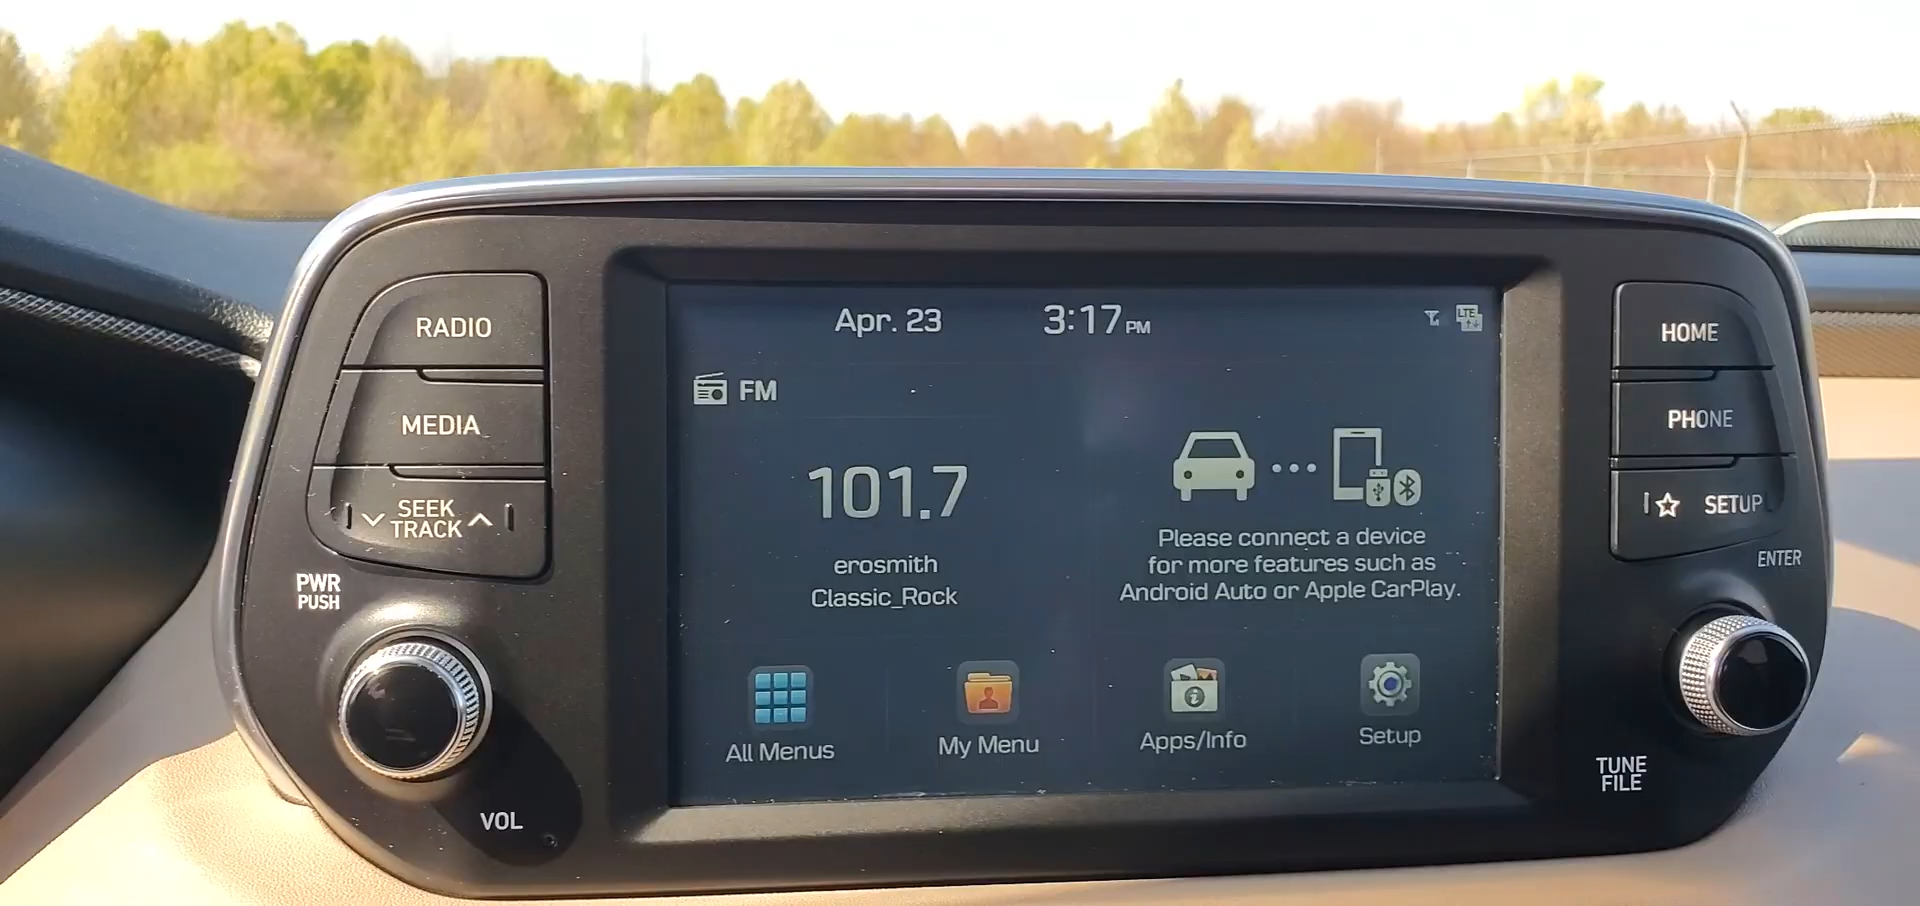 RADIO
MEDIA
SEEK
TRACK
PWR
PUSH
VOL
Apr. 23 3:17 PM
LTE
FM
101.7
erosmith
Classic_Rock
Please connect a device
for more features such as
Android Auto or Apple CarPlay.
All Menus
My Menu
Apps/Info
Setup
HOME
PHONE
SETUP
ENTER
TUNE
FILE